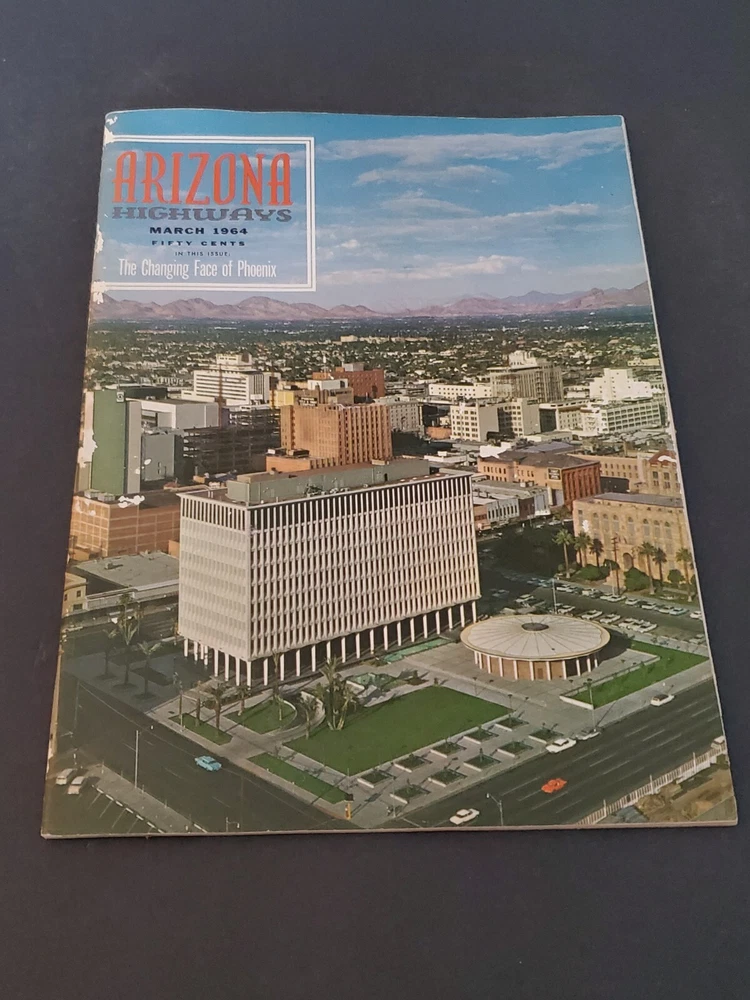 ARIZONA
HIGHWAYS
MARCH 1964
FIFTY CENTS
IN THIS ISSUE:
The Changing Face of Phoenix